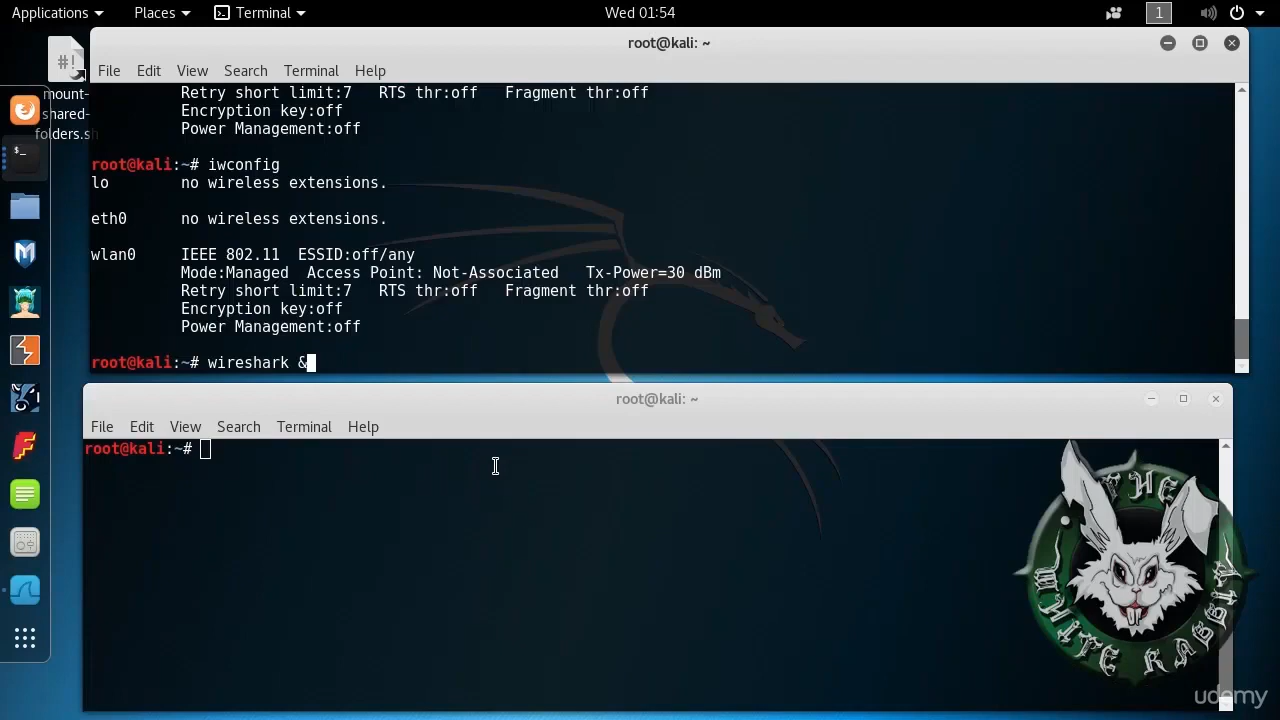 Applications Places Terminal Wed 01:54 1
root@kali: ~
File Edit View Search Terminal Help
#!
mount-
shared-
folders.sh
Retry short limit:7 RTS thr:off Fragment thr:off
Encryption key:off
Power Management:off
root@kali:~# iwconfig
lo no wireless extensions.
eth0 no wireless extensions.
wlan0 IEEE 802.11 ESSID:off/any
Mode:Managed Access Point: Not-Associated Tx-Power=30 dBm
Retry short limit:7 RTS thr:off Fragment thr:off
Encryption key:off
Power Management:off
root@kali:~# wireshark &
$_
root@kali: ~
File Edit View Search Terminal Help
root@kali:~#
THE
WHITE RABBIT
udemy